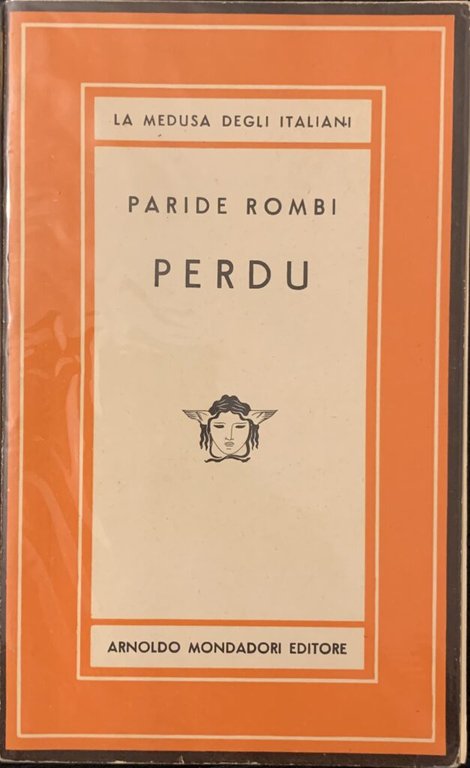 LA MEDUSA DEGLI ITALIANI
PARIDE ROMBI
PERDU
ARNOLDO MONDADORI EDITORE